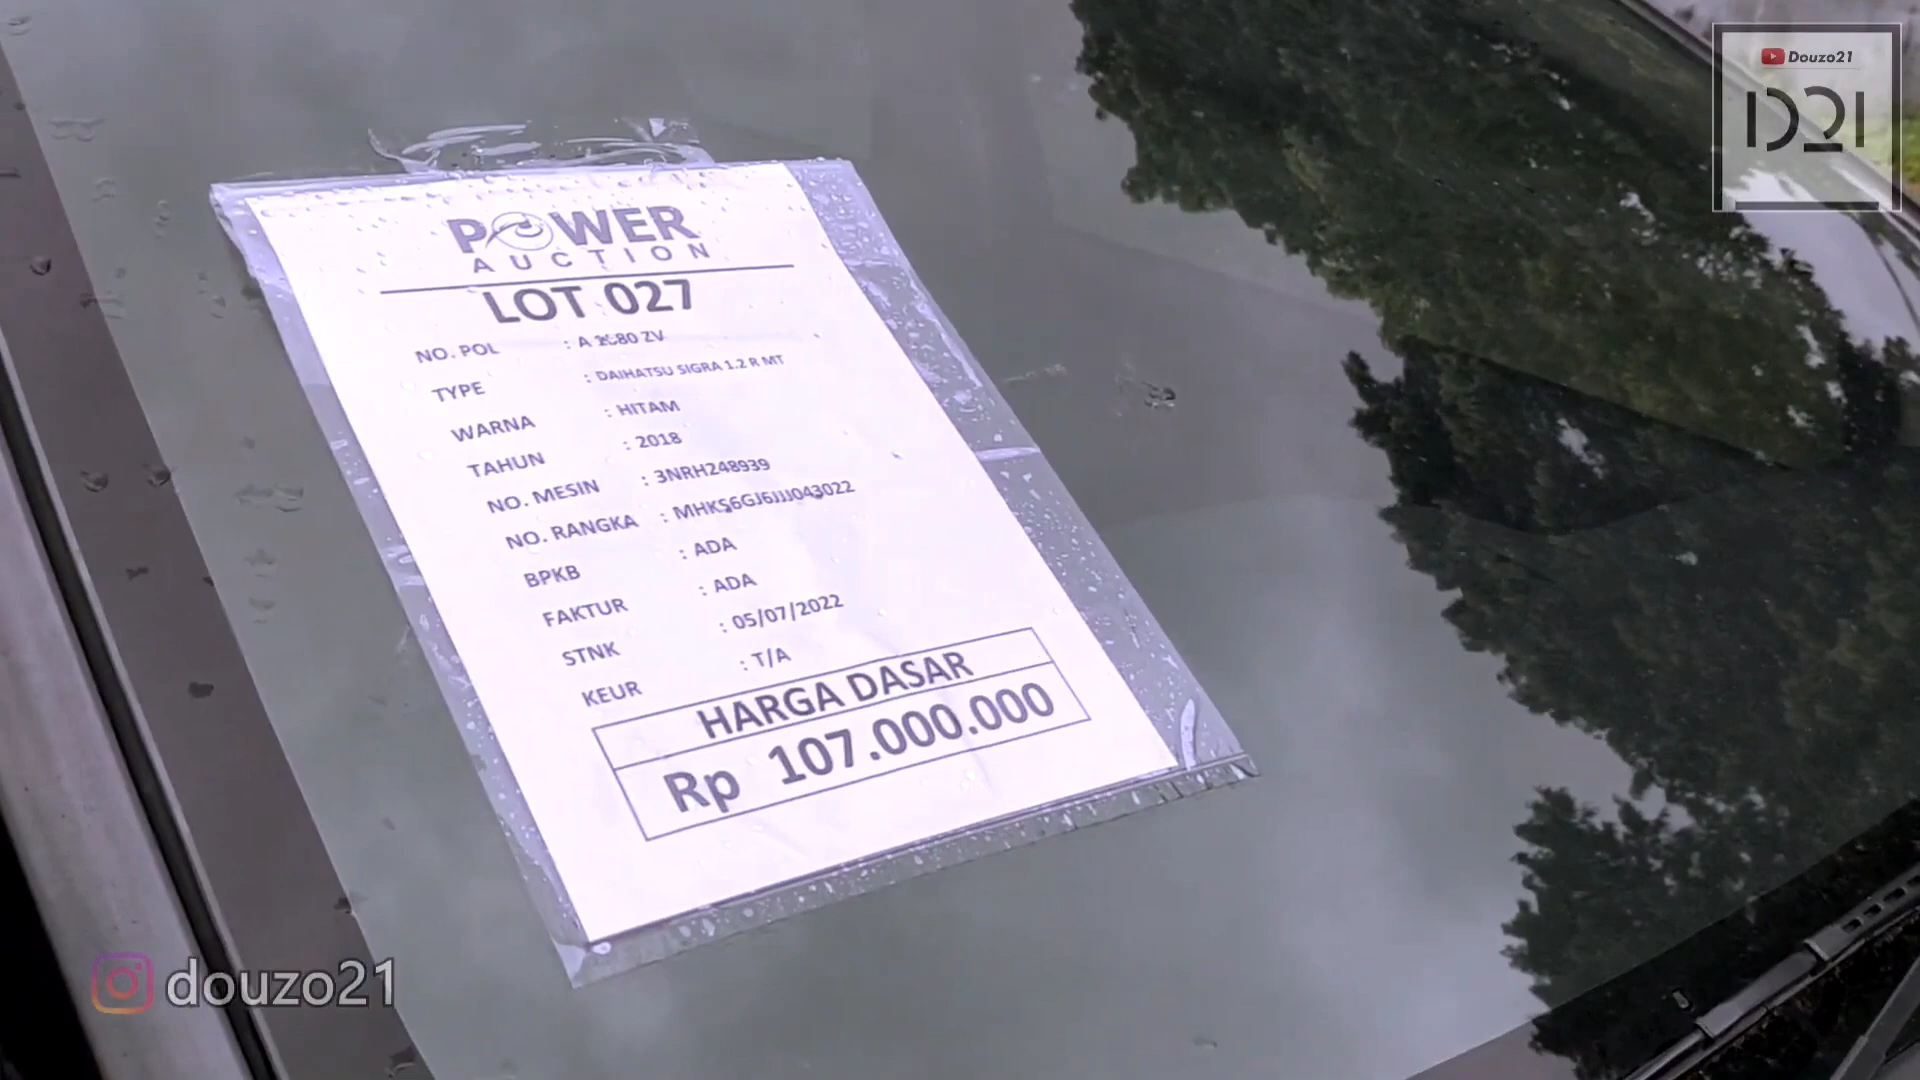 Douzo21
D21
POWER
AUCTION
LOT 027
NO. POL : A ZV
TYPE : DAIHATSU SIGRA 1.2 R MT
WARNA : HITAM
TAHUN : 2018
NO. MESIN : 3NRH248939
NO. RANGKA : MHKS6GJ6JJJ043022
BPKB : ADA
FAKTUR : ADA
STNK : 05/07/2022
KEUR : T/A
HARGA DASAR
Rp 107.000.000
douzo21